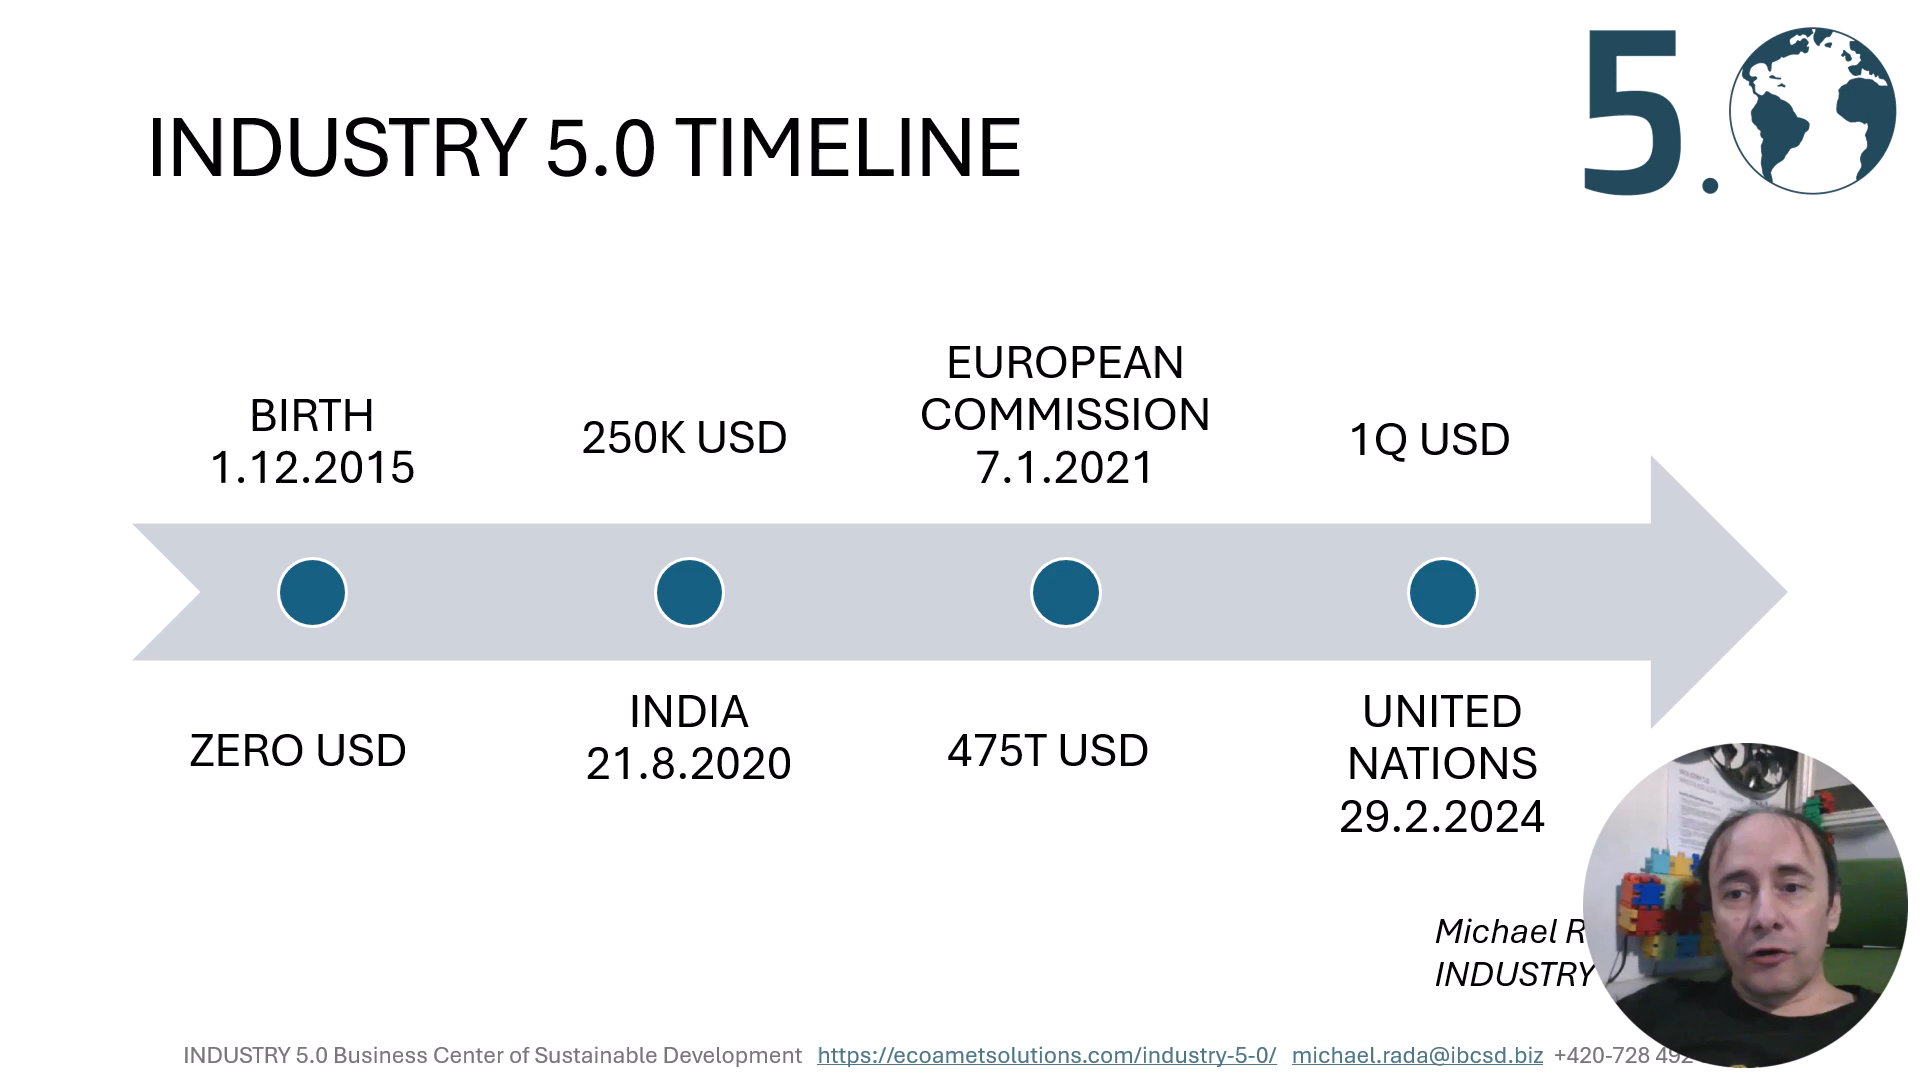 5.0
INDUSTRY 5.0 TIMELINE
BIRTH
1.12.2015
250K USD
EUROPEAN
COMMISSION
7.1.2021
1Q USD
ZERO USD
INDIA
21.8.2020
475T USD
UNITED
NATIONS
29.2.2024
Michael
INDUSTRY
INDUSTRY 5.0 Business Center of Sustainable Development https://ecoametsolutions.com/industry-5-0/ michael.rada@ibcsd.biz +420-728